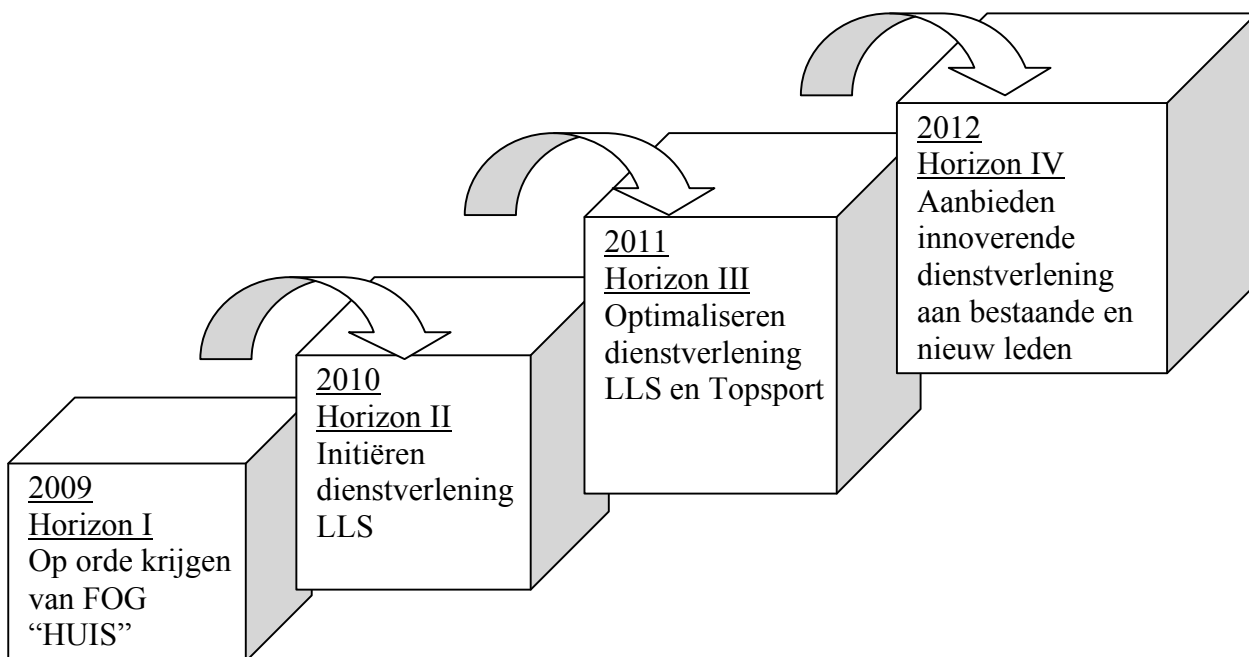 2009
Horizon I
Op orde krijgen
van FOG
“HUIS”
2010
Horizon II
Initiëren
dienstverlening
LLS
2011
Horizon III
Optimaliseren
dienstverlening
LLS en Topsport
2012
Horizon IV
Aanbieden
innoverende
dienstverlening
aan bestaande en
nieuw leden